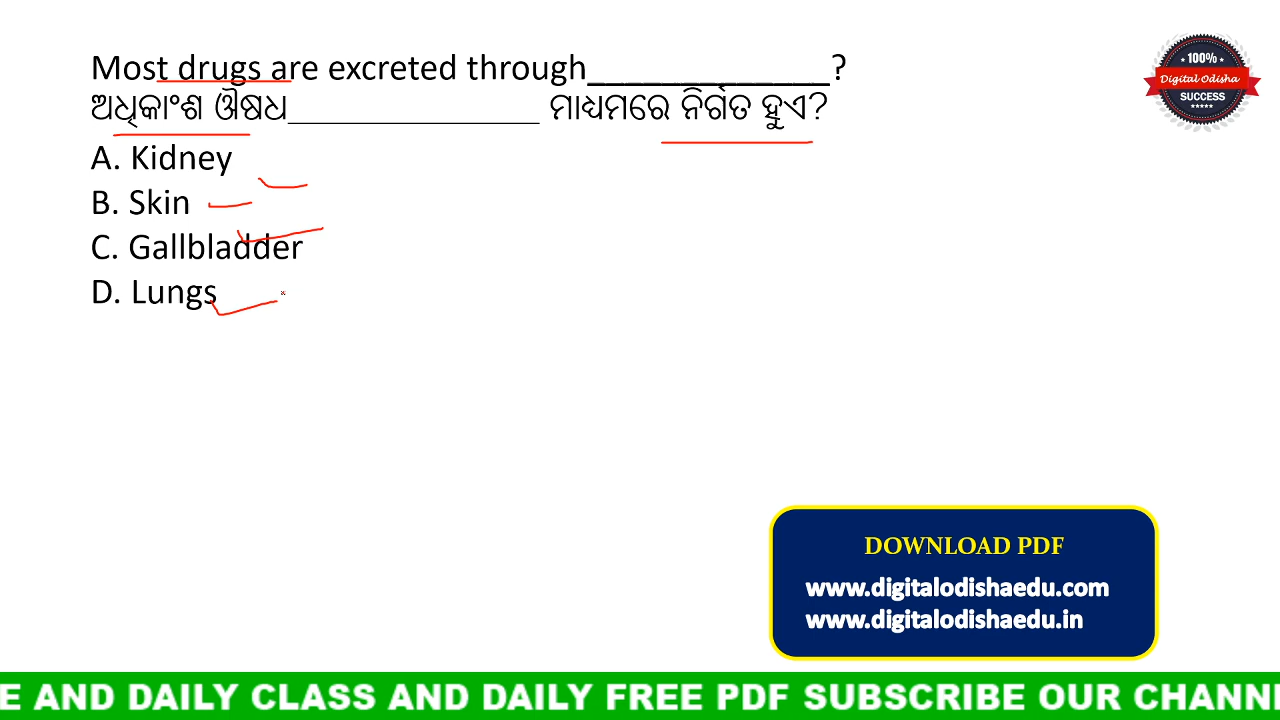 Most drugs are excreted through_____________?
ଅଧିକାଂଶ ଔଷଧ_____________ ମାଧ୍ୟମରେ ନିର୍ଗତ ହୁଏ?
A. Kidney
B. Skin
C. Gallbladder
D. Lungs
100%
Digital Odisha
SUCCESS
DOWNLOAD PDF
www.digitalodishaedu.com
www.digitalodishaedu.in
E AND DAILY CLASS AND DAILY FREE PDF SUBSCRIBE OUR CHANN